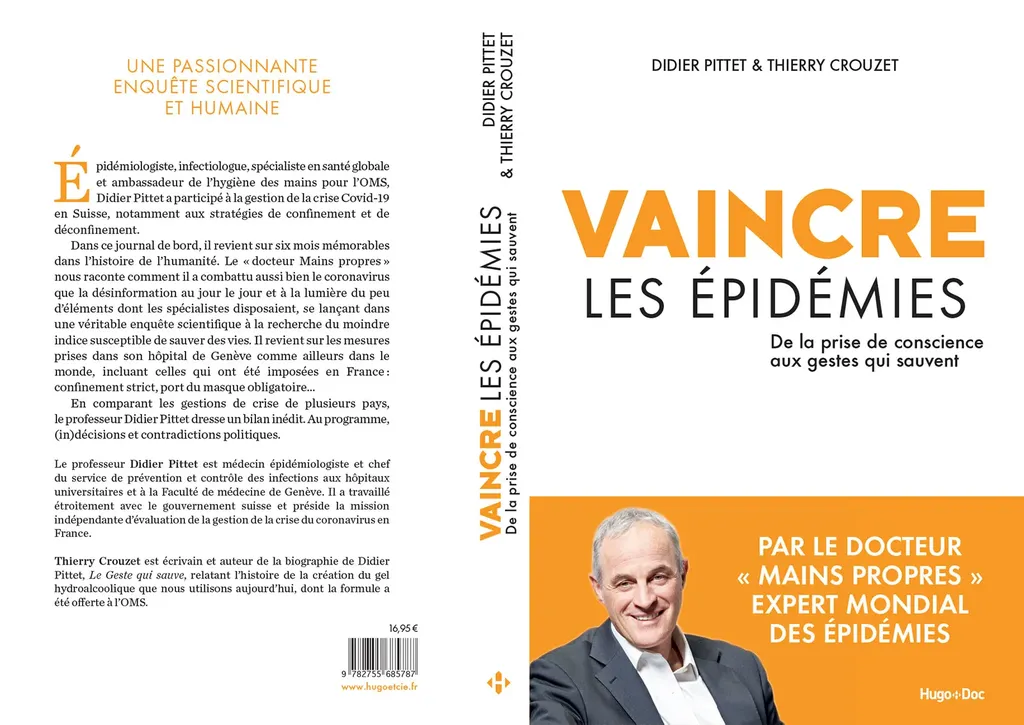 UNE PASSIONNANTE
ENQUÊTE SCIENTIFIQUE
ET HUMAINE
Épidémiologiste, infectiologue, spécialiste en santé globale
et ambassadeur de l’hygiène des mains pour l’OMS,
Didier Pittet a participé à la gestion de la crise Covid-19
en Suisse, notamment aux stratégies de confinement et de
déconfinement.
Dans ce journal de bord, il revient sur six mois mémorables
dans l’histoire de l’humanité. Le « docteur Mains propres »
nous raconte comment il a combattu aussi bien le coronavirus
que la désinformation au jour le jour et à la lumière du peu
d’éléments dont les spécialistes disposaient, se lançant dans
une véritable enquête scientifique à la recherche du moindre
indice susceptible de sauver des vies. Il revient sur les mesures
prises dans son hôpital de Genève comme ailleurs dans le
monde, incluant celles qui ont été imposées en France :
confinement strict, port du masque obligatoire...
En comparant les gestions de crise de plusieurs pays,
le professeur Didier Pittet dresse un bilan inédit. Au programme,
(in)décisions et contradictions politiques.
Le professeur Didier Pittet est médecin épidémiologiste et chef
du service de prévention et contrôle des infections aux hôpitaux
universitaires et à la Faculté de médecine de Genève. Il a travaillé
étroitement avec le gouvernement suisse et préside la mission
indépendante d’évaluation de la gestion de la crise du coronavirus en
France.
Thierry Crouzet est écrivain et auteur de la biographie de Didier
Pittet, Le Geste qui sauve, relatant l’histoire de la création du gel
hydroalcoolique que nous utilisons aujourd’hui, dont la formule a
été offerte à l’OMS.
16,95 €
9 782755 685787
www.hugoetcie.fr
DIDIER PITTET
& THIERRY CROUZET
VAINCRE LES ÉPIDÉMIES
De la prise de conscience aux gestes qui sauvent
DIDIER PITTET & THIERRY CROUZET
VAINCRE
LES ÉPIDÉMIES
De la prise de conscience
aux gestes qui sauvent
PAR LE DOCTEUR
« MAINS PROPRES »
EXPERT MONDIAL
DES ÉPIDÉMIES
Hugo Doc